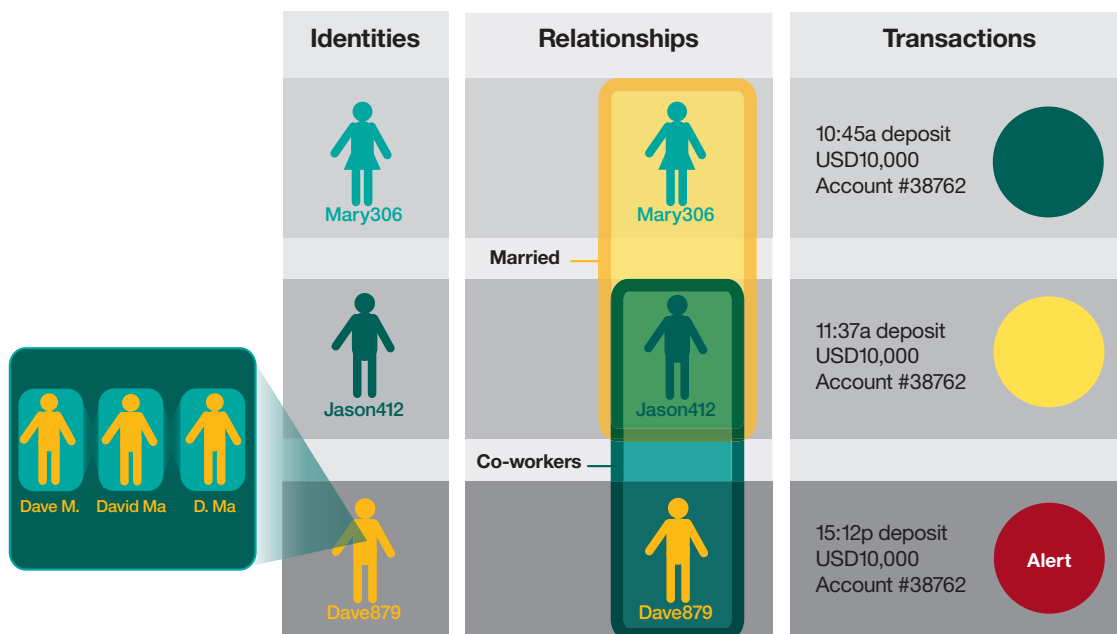 Identities
Relationships
Transactions
Mary306
Mary306
10:45a deposit
USD10,000
Account #38762
Married
Jason412
Jason412
11:37a deposit
USD10,000
Account #38762
Dave M.
David Ma
D. Ma
Co-workers
Dave879
Dave879
15:12p deposit
USD10,000
Account #38762
Alert